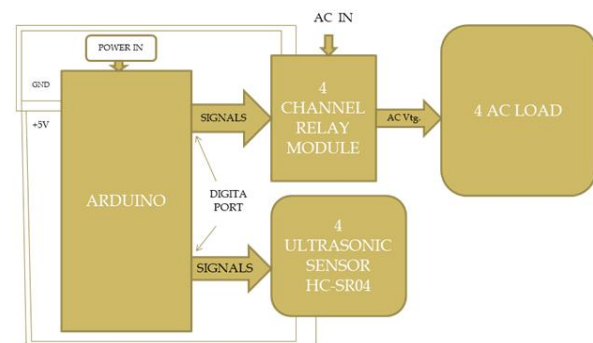 AC IN
POWER IN
GND
+5V
ARDUINO
SIGNALS
4
CHANNEL
RELAY
MODULE
AC Vtg.
4 AC LOAD
DIGITA
PORT
SIGNALS
4
ULTRASONIC
SENSOR
HC-SR04